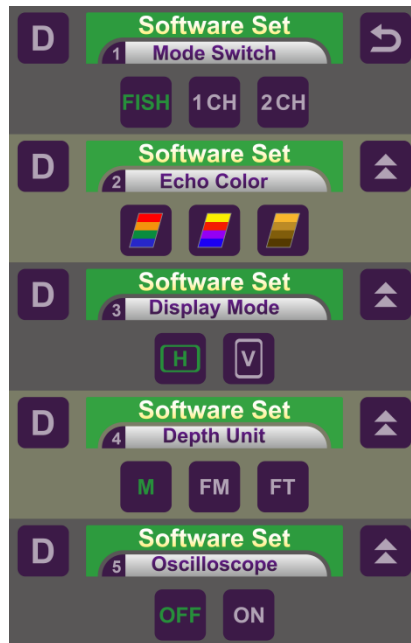 D Software Set
1 Mode Switch
FISH 1CH 2CH
D Software Set
2 Echo Color
D Software Set
3 Display Mode
H V
D Software Set
4 Depth Unit
M FM FT
D Software Set
5 Oscilloscope
OFF ON